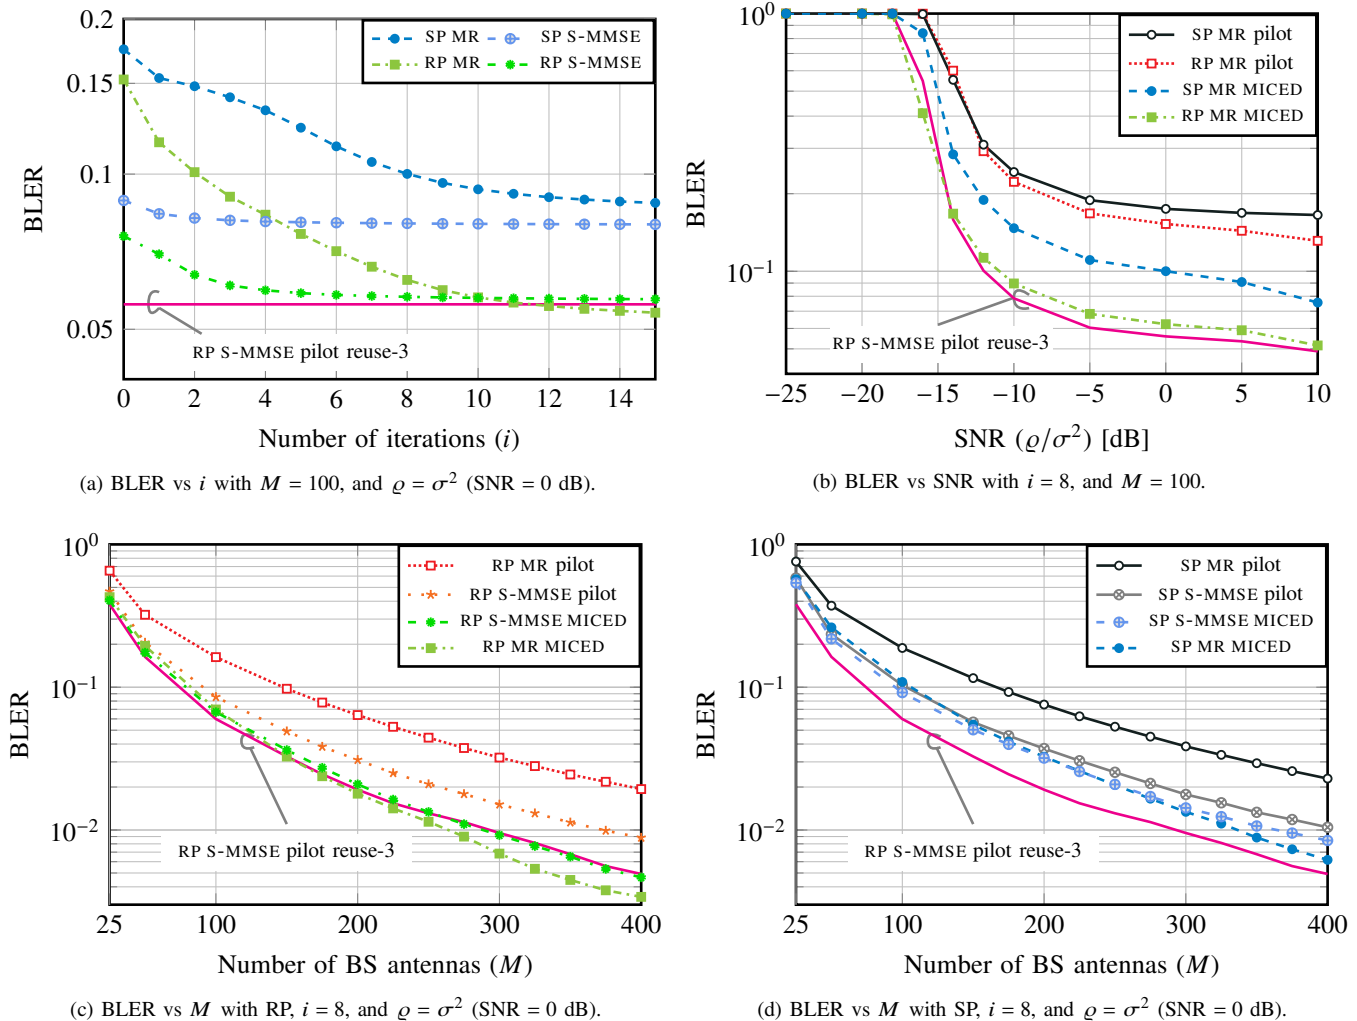 0.2
0.15
0.1
0.05
BLER
SP MR
SP S-MMSE
RP MR
RP S-MMSE
RP S-MMSE pilot reuse-3
0 2 4 6 8 10 12 14
Number of iterations (i)
(a) BLER vs i with M = 100, and ϱ = σ² (SNR = 0 dB).
10⁰
10⁻¹
BLER
SP MR pilot
RP MR pilot
SP MR MICED
RP MR MICED
RP S-MMSE pilot reuse-3
−25 −20 −15 −10 −5 0 5 10
SNR (ϱ/σ²) [dB]
(b) BLER vs SNR with i = 8, and M = 100.
10⁰
10⁻¹
10⁻²
BLER
RP MR pilot
RP S-MMSE pilot
RP S-MMSE MICED
RP MR MICED
RP S-MMSE pilot reuse-3
25 100 200 300 400
Number of BS antennas (M)
(c) BLER vs M with RP, i = 8, and ϱ = σ² (SNR = 0 dB).
10⁰
10⁻¹
10⁻²
BLER
SP MR pilot
SP S-MMSE pilot
SP S-MMSE MICED
SP MR MICED
RP S-MMSE pilot reuse-3
25 100 200 300 400
Number of BS antennas (M)
(d) BLER vs M with SP, i = 8, and ϱ = σ² (SNR = 0 dB).